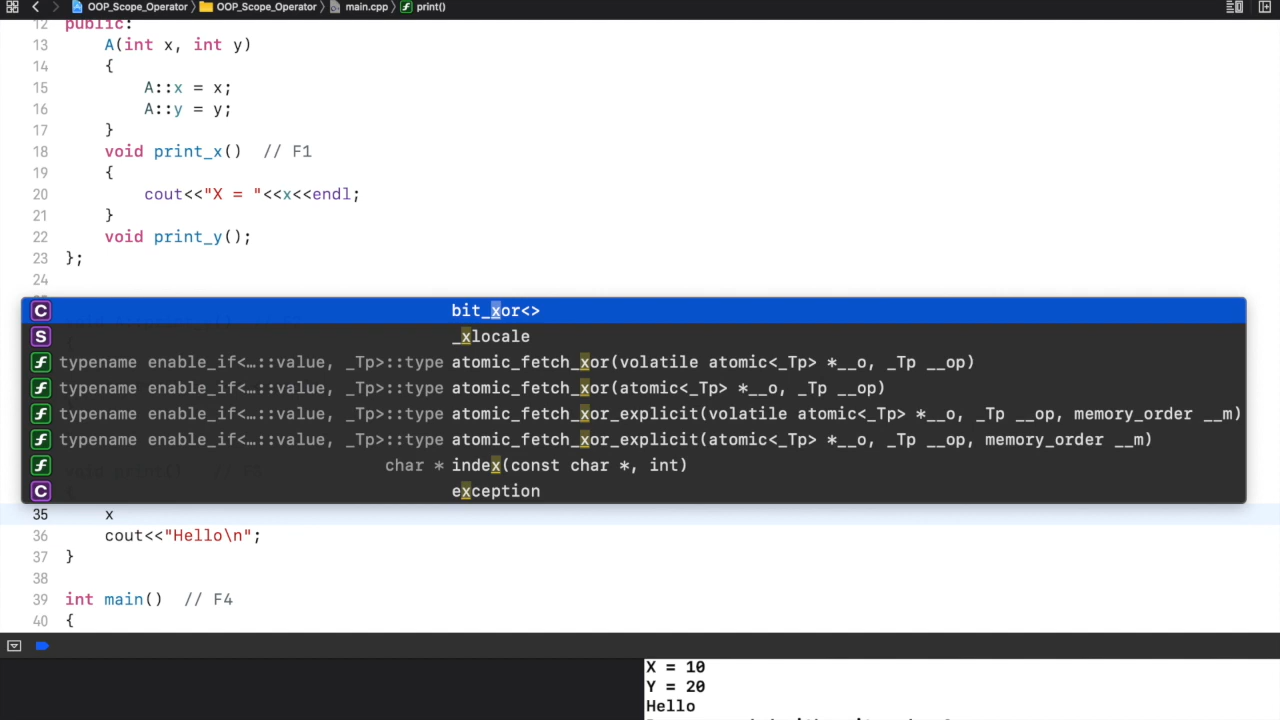 OOP_Scope_Operator OOP_Scope_Operator main.cpp print()
12 public:
13 A(int x, int y)
14 {
15 A::x = x;
16 A::y = y;
17 }
18 void print_x() // F1
19 {
20 cout<<"X = "<<x<<endl;
21 }
22 void print_y();
23 };
24
C bit_xor<>
S _xlocale
f typename enable_if<…::value, _Tp>::type atomic_fetch_xor(volatile atomic<_Tp> *__o, _Tp __op)
f typename enable_if<…::value, _Tp>::type atomic_fetch_xor(atomic<_Tp> *__o, _Tp __op)
f typename enable_if<…::value, _Tp>::type atomic_fetch_xor_explicit(volatile atomic<_Tp> *__o, _Tp __op, memory_order __m)
f typename enable_if<…::value, _Tp>::type atomic_fetch_xor_explicit(atomic<_Tp> *__o, _Tp __op, memory_order __m)
f char * index(const char *, int)
C exception
35 x
36 cout<<"Hello\n";
37 }
38
39 int main() // F4
40 {
X = 10
Y = 20
Hello